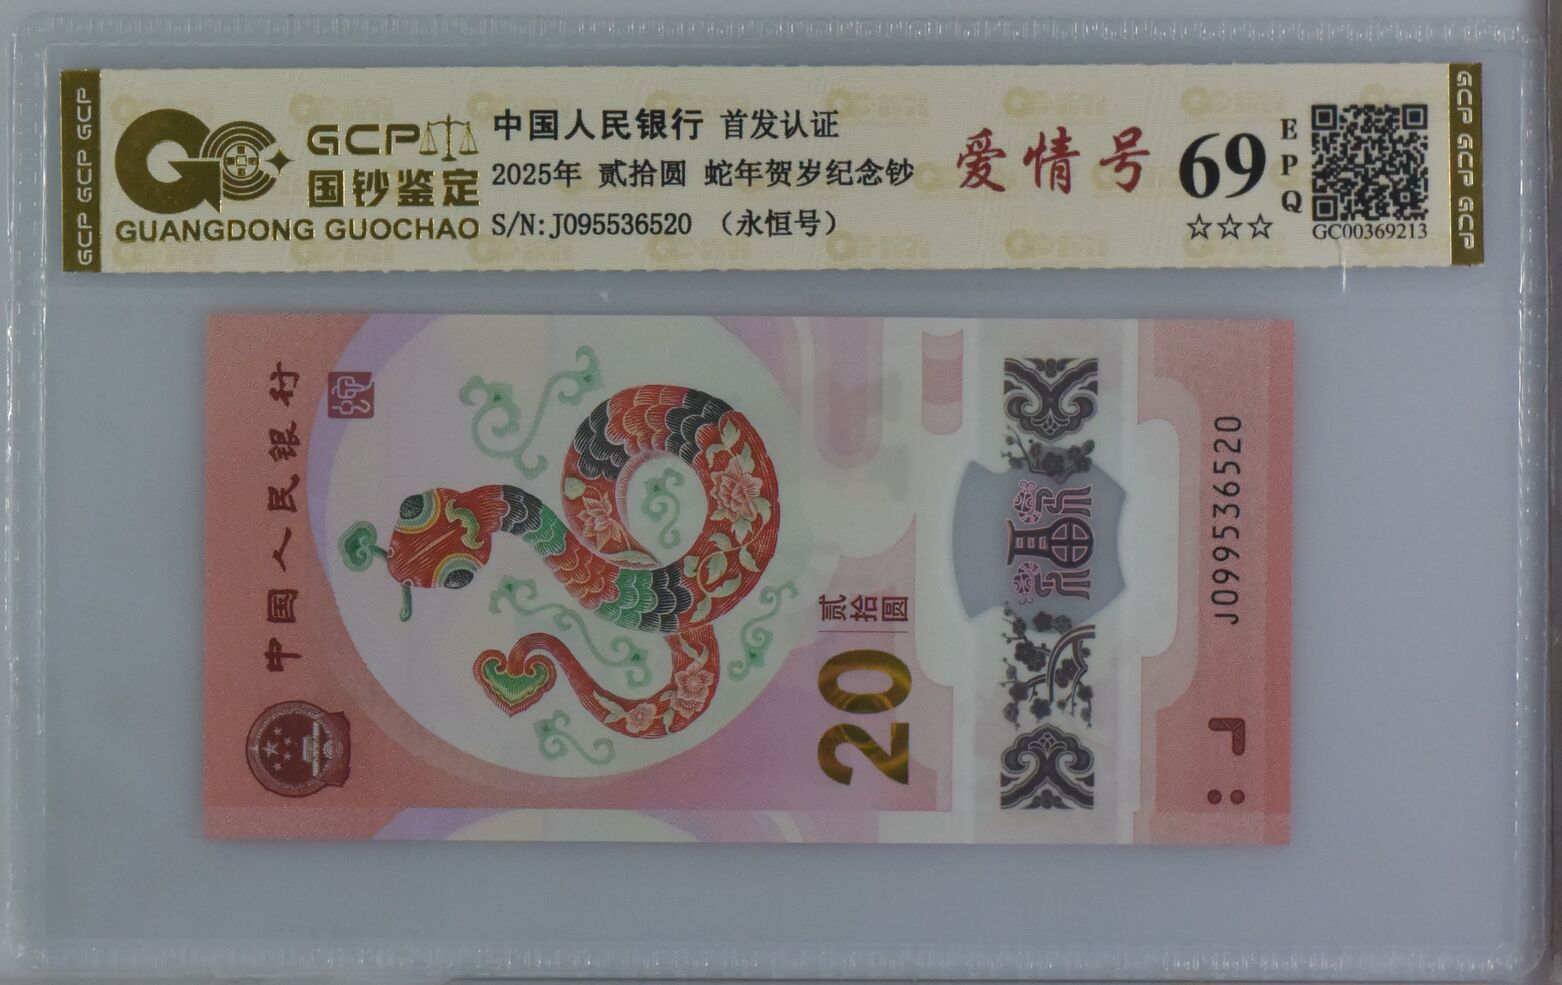 GCP GCP GCP
GCP
国钞鉴定
GUANGDONG GUOCHAO
中国人民银行 首发认证
2025年 贰拾圆 蛇年贺岁纪念钞
S/N:J095536520 （永恒号）
爱情号
69
EPQ
☆☆☆
GC00369213
GCP GCP GCP
中国人民银行
贰拾圆
20
J095536520